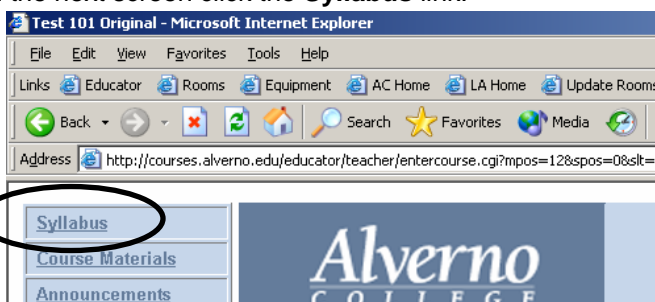 the next screen click the Syllabus link.
Test 101 Original - Microsoft Internet Explorer
File Edit View Favorites Tools Help
Links Educator Rooms Equipment AC Home LA Home Update Rooms
Back Search Favorites Media
Address http://courses.alverno.edu/educator/teacher/entercourse.cgi?mpos=12&spos=0&slt=
Syllabus
Course Materials
Announcements
Alverno
COLLEGE